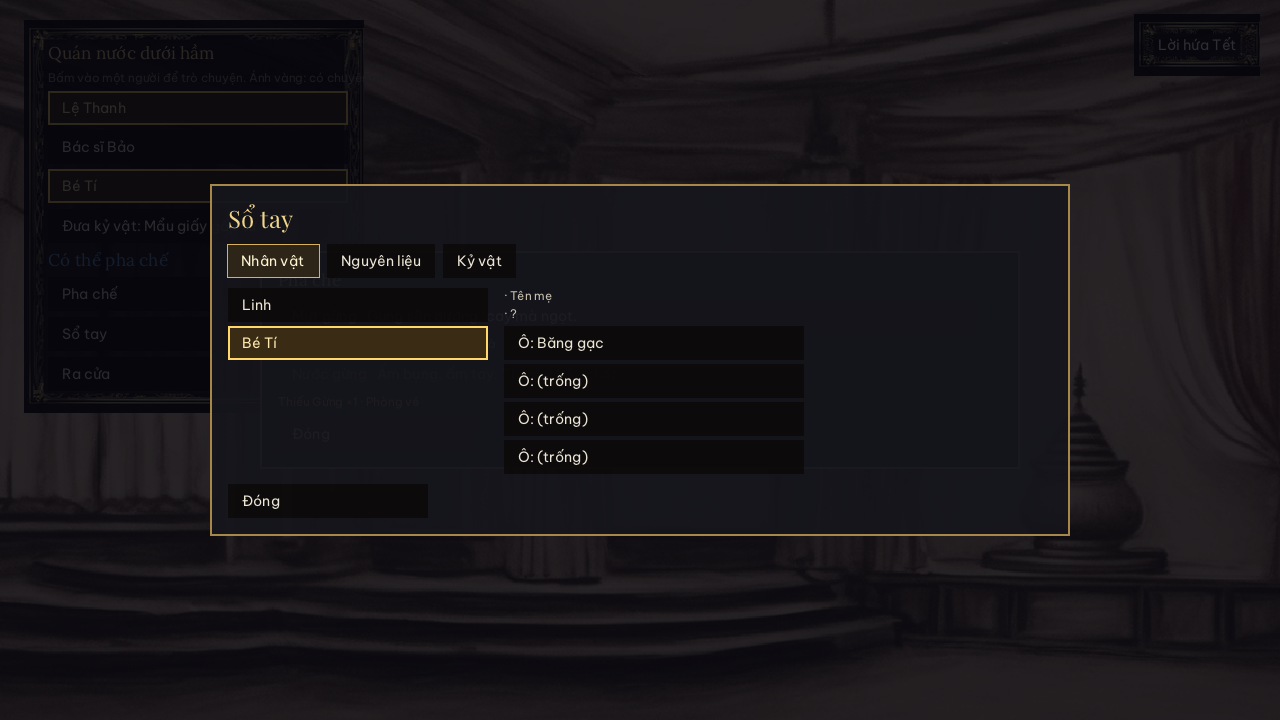 Quán nước dưới hầm
Bấm vào một người để trò chuyện. Ánh vàng: có chuyệ
Lệ Thanh
Bác sĩ Bảo
Bé Tí
Đưa kỷ vật: Mẩu giấy
Có thể pha chế
Pha chế
Sổ tay
Ra cửa
Lời hứa Tết
Sổ tay
Nhân vật
Nguyên liệu
Kỷ vật
Linh
Bé Tí
· Tên mẹ
· ?
Ô: Băng gạc
Ô: (trống)
Ô: (trống)
Ô: (trống)
Đóng
Đóng